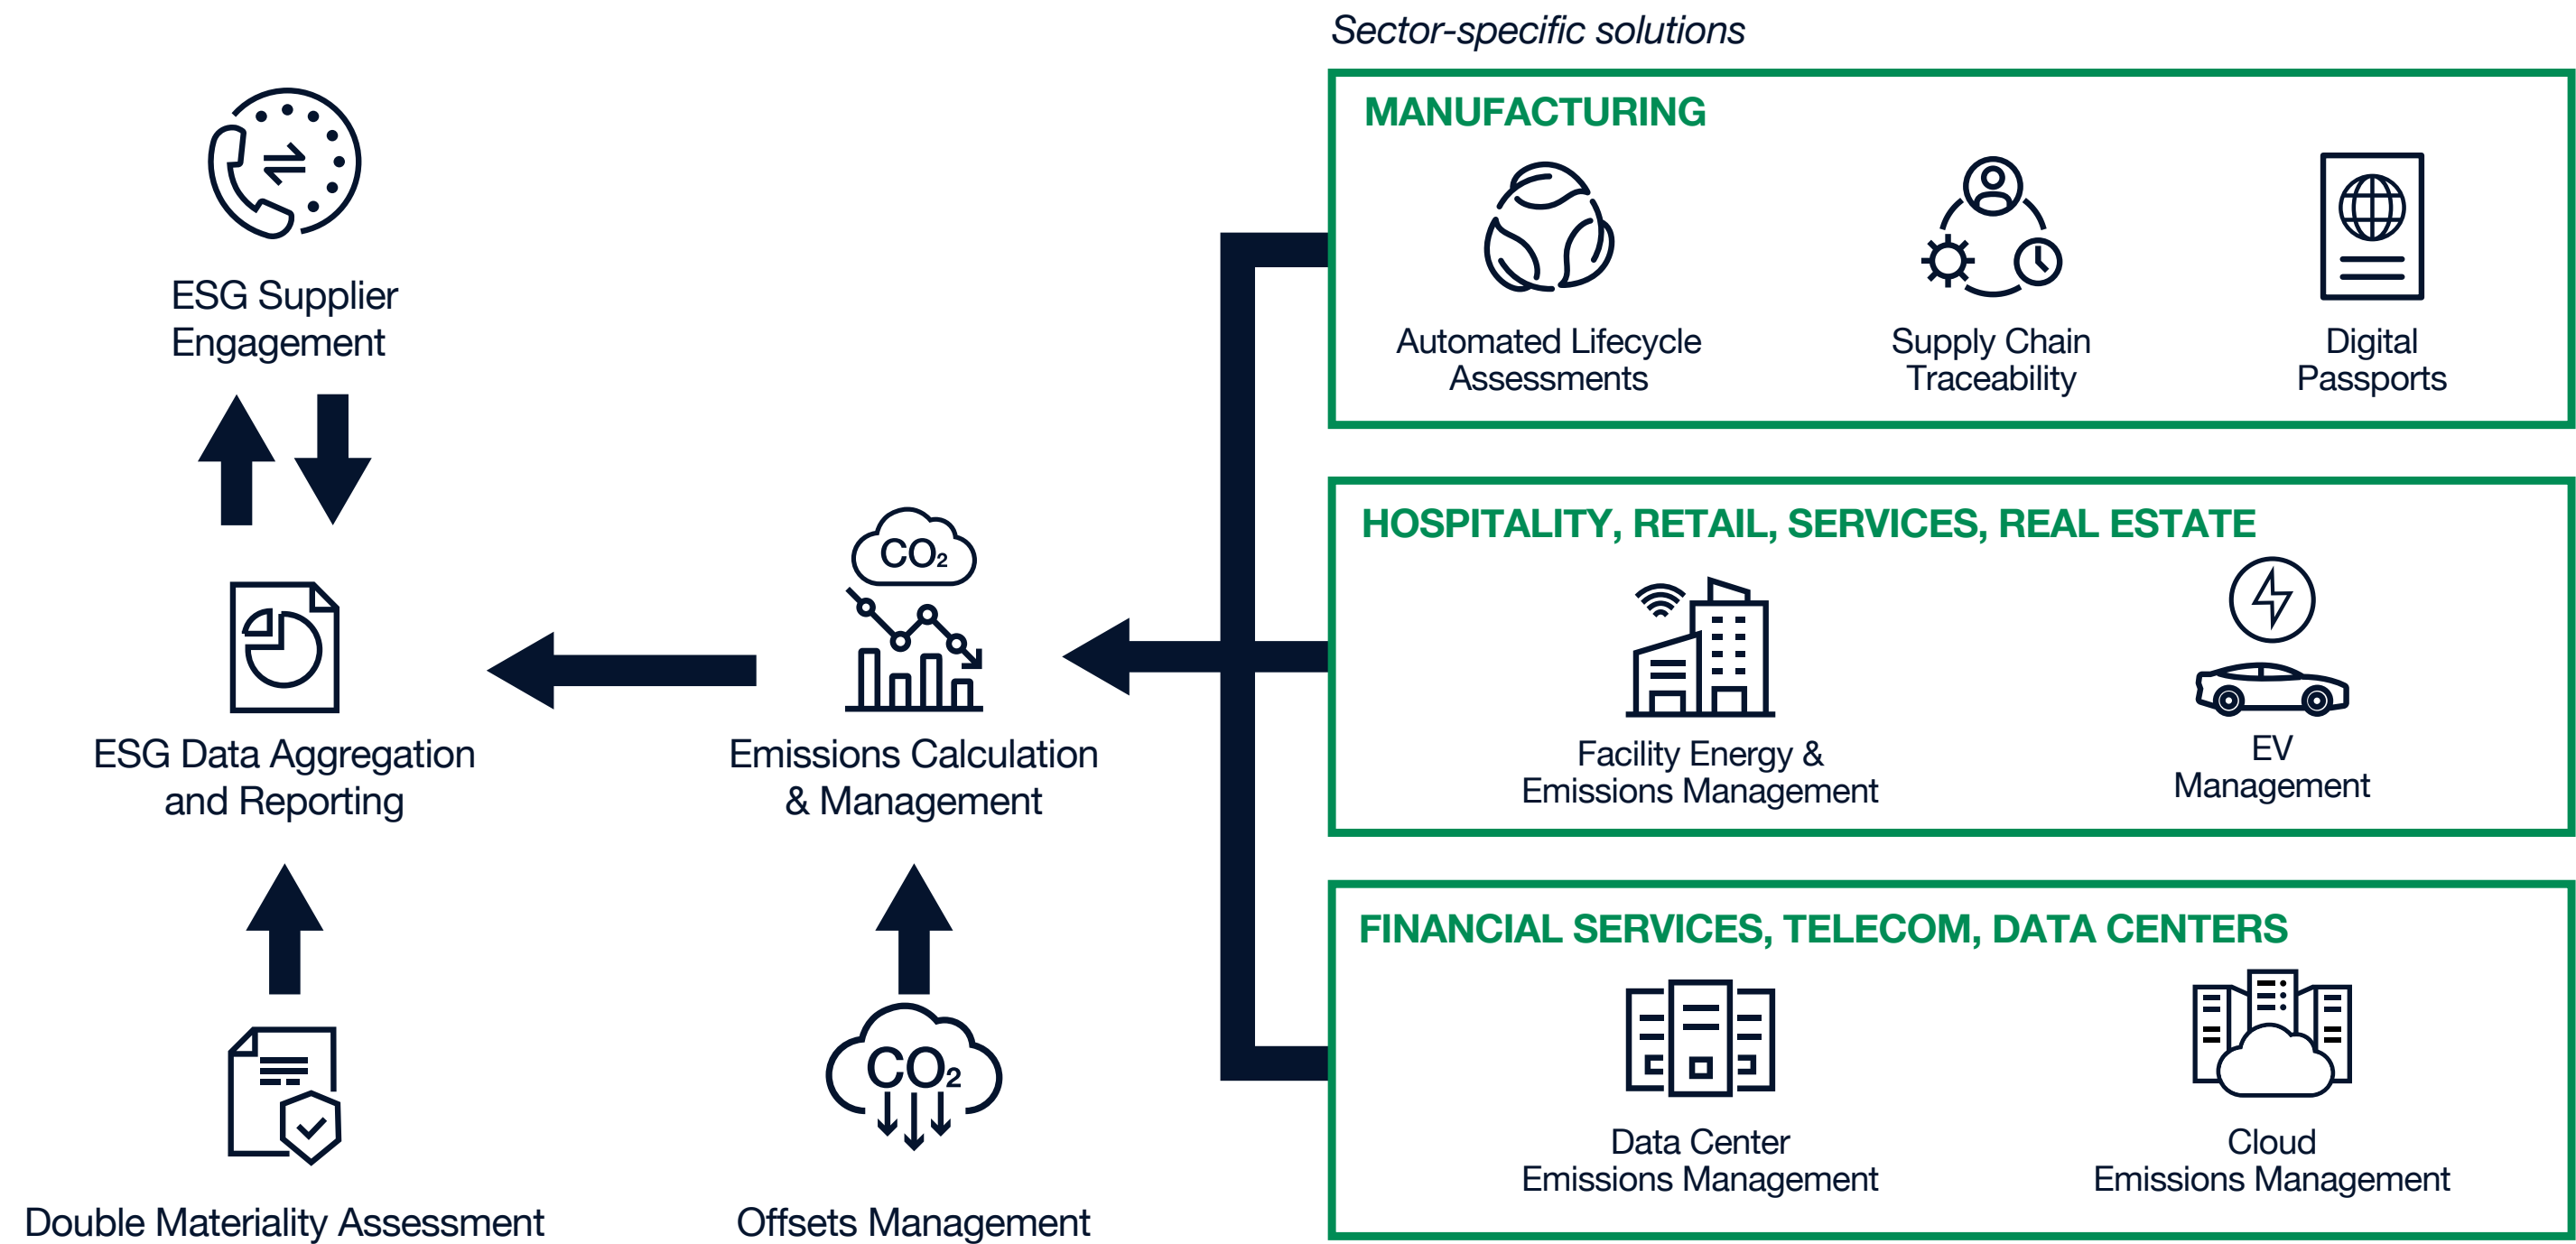 Sector-specific solutions
MANUFACTURING
Automated Lifecycle
Assessments
Supply Chain
Traceability
Digital
Passports
HOSPITALITY, RETAIL, SERVICES, REAL ESTATE
Facility Energy &
Emissions Management
EV
Management
FINANCIAL SERVICES, TELECOM, DATA CENTERS
Data Center
Emissions Management
Cloud
Emissions Management
ESG Supplier
Engagement
ESG Data Aggregation
and Reporting
CO₂
Emissions Calculation
& Management
Double Materiality Assessment
CO₂
Offsets Management